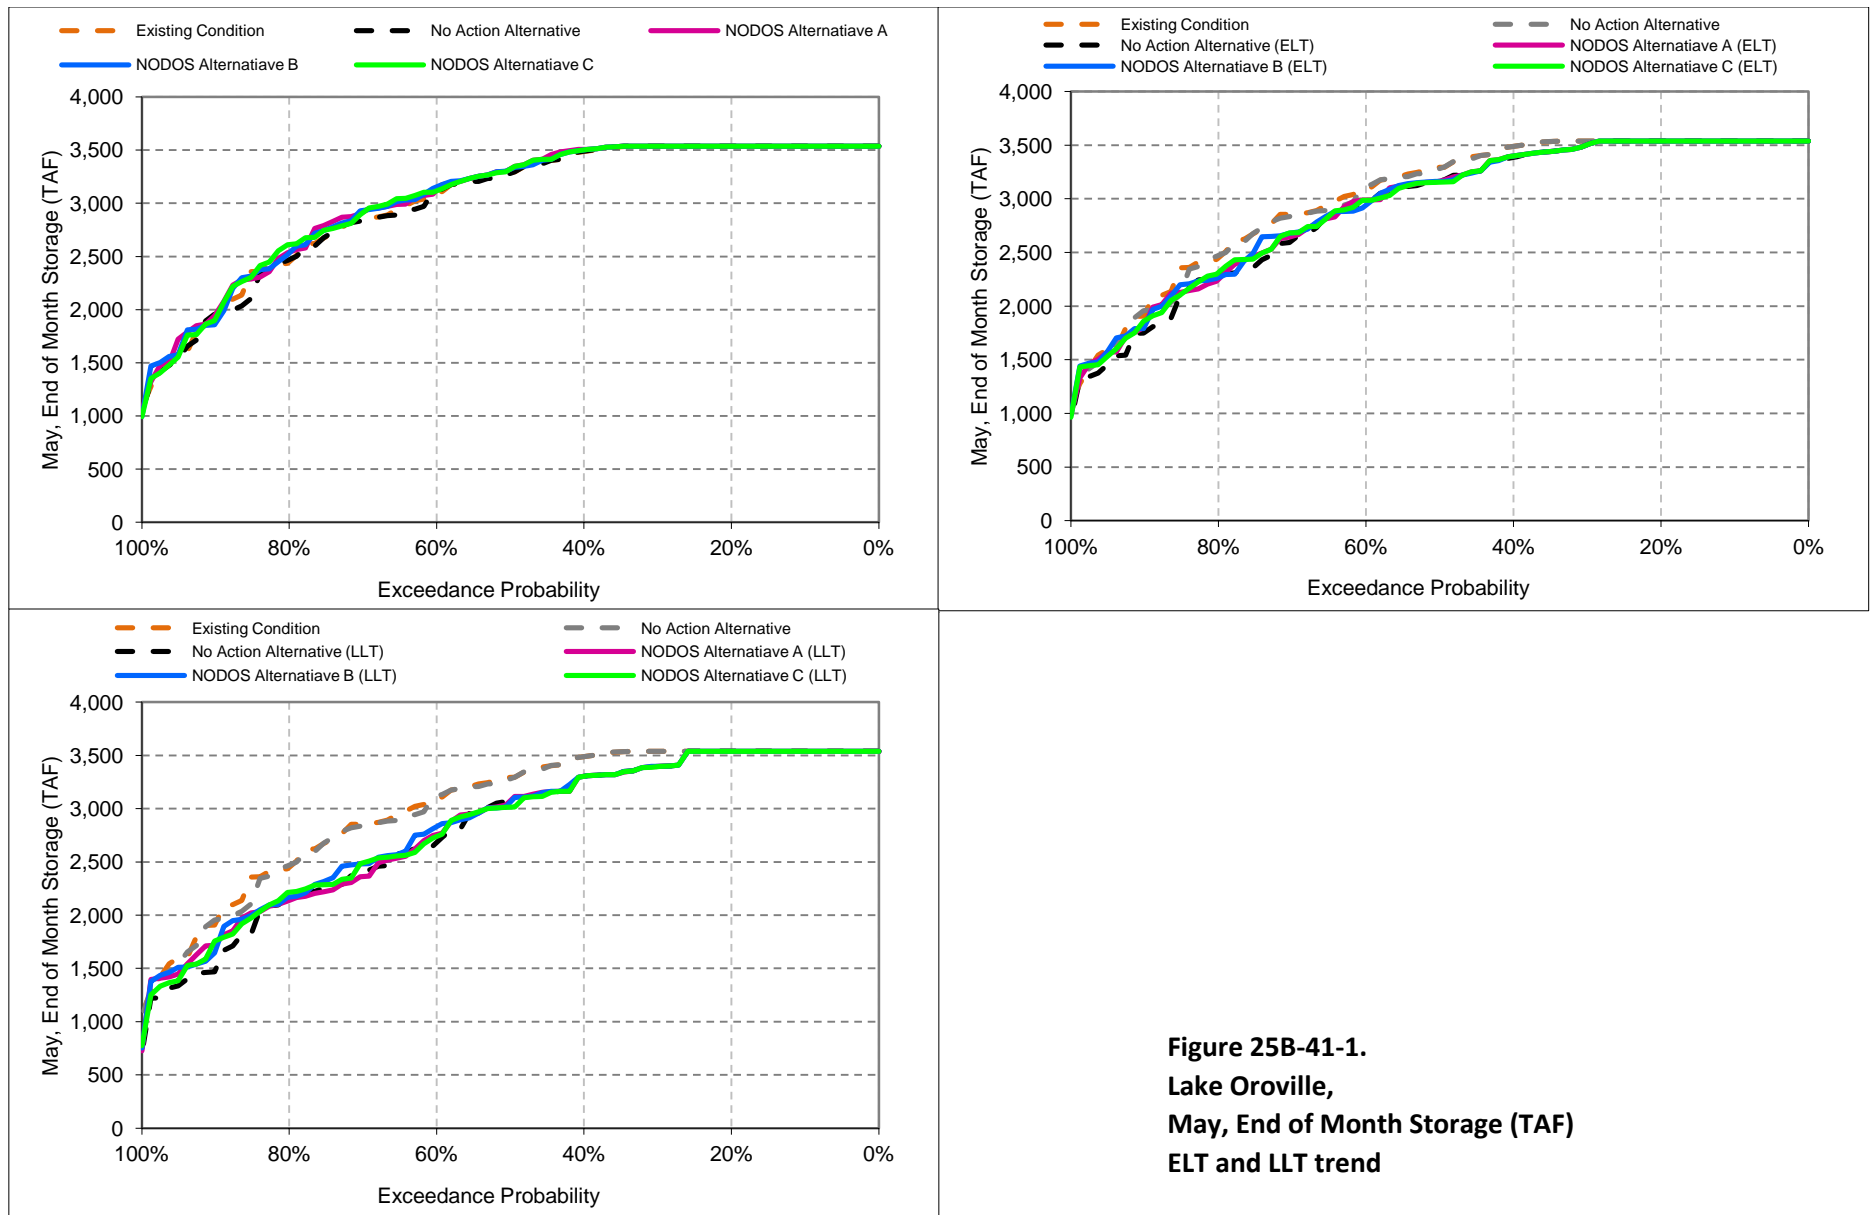 Existing Condition No Action Alternative NODOS Alternatiave A
NODOS Alternatiave B NODOS Alternatiave C
4,000
3,500
3,000
2,500
2,000
1,500
1,000
500
0
May, End of Month Storage (TAF)
100% 80% 60% 40% 20% 0%
Exceedance Probability
Existing Condition No Action Alternative
No Action Alternative (ELT) NODOS Alternatiave A (ELT)
NODOS Alternatiave B (ELT) NODOS Alternatiave C (ELT)
4,000
3,500
3,000
2,500
2,000
1,500
1,000
500
0
May, End of Month Storage (TAF)
100% 80% 60% 40% 20% 0%
Exceedance Probability
Existing Condition No Action Alternative
No Action Alternative (LLT) NODOS Alternatiave A (LLT)
NODOS Alternatiave B (LLT) NODOS Alternatiave C (LLT)
4,000
3,500
3,000
2,500
2,000
1,500
1,000
500
0
May, End of Month Storage (TAF)
100% 80% 60% 40% 20% 0%
Exceedance Probability
Figure 25B-41-1.
Lake Oroville,
May, End of Month Storage (TAF)
ELT and LLT trend